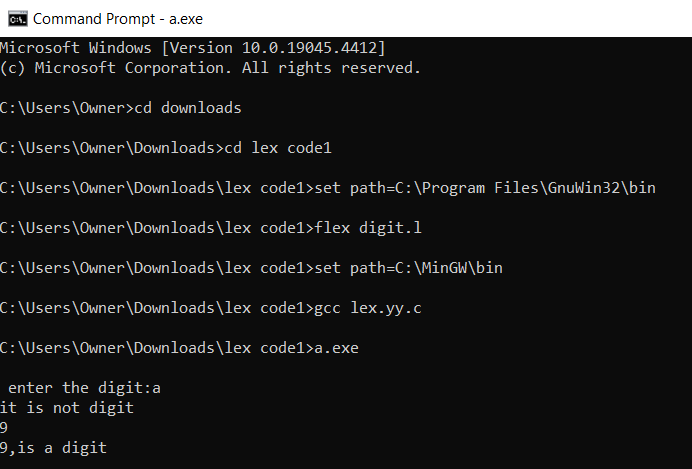 Command Prompt - a.exe
Microsoft Windows [Version 10.0.19045.4412]
(c) Microsoft Corporation. All rights reserved.
C:\Users\Owner>cd downloads
C:\Users\Owner\Downloads>cd lex code1
C:\Users\Owner\Downloads\lex code1>set path=C:\Program Files\GnuWin32\bin
C:\Users\Owner\Downloads\lex code1>flex digit.l
C:\Users\Owner\Downloads\lex code1>set path=C:\MinGW\bin
C:\Users\Owner\Downloads\lex code1>gcc lex.yy.c
C:\Users\Owner\Downloads\lex code1>a.exe
enter the digit:a
it is not digit
9
9,is a digit